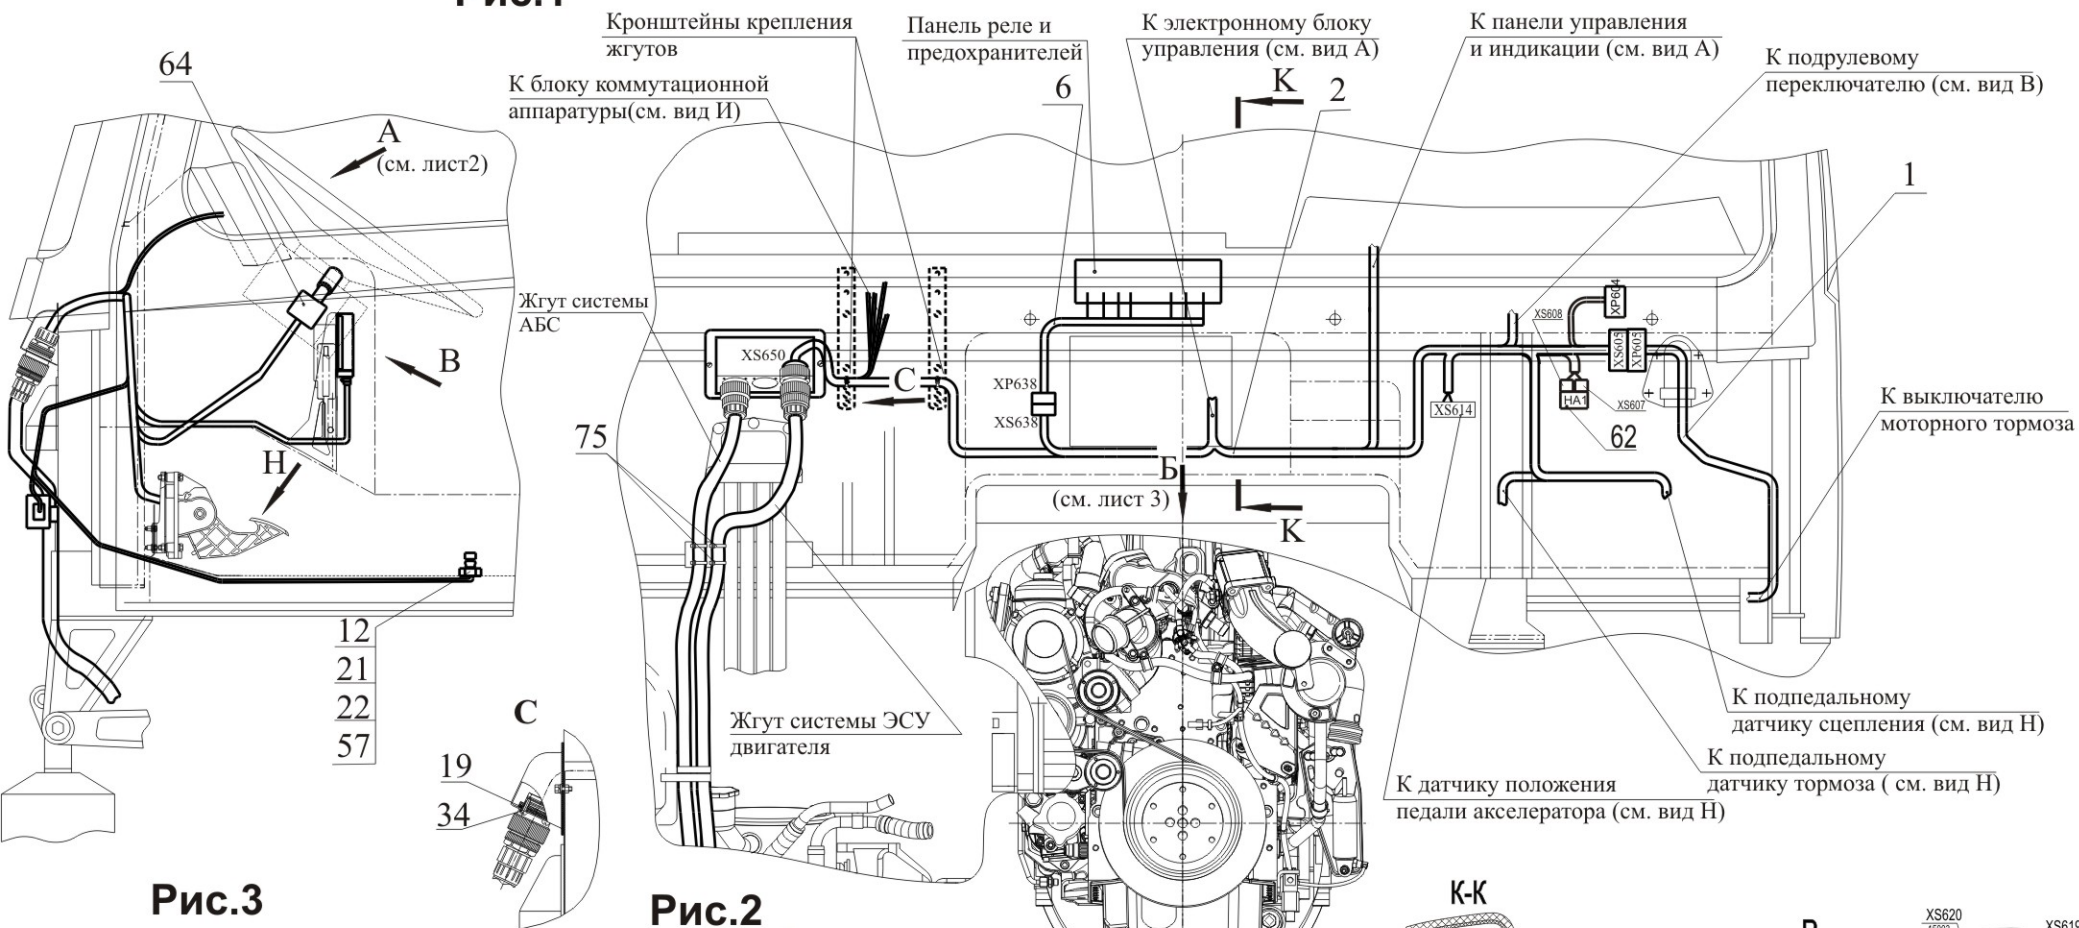 Кронштейны крепления
жгутов
Панель реле и
предохранителей
К электронному блоку
управления (см. вид А)
К панели управления
и индикации (см. вид А)
К подрулевому
переключателю (см. вид В)
К блоку коммутационной
аппаратуры(см. вид И)
64
6
К
2
1
А
(см. лист2)
В
Н
12
21
22
57
Жгут системы
АБС
XS650
С
75
XP638
XS638
Б
(см. лист 3)
К
XS608
XP604
XS605
XP605
XS614
HA1
XS607
62
К выключателю
моторного тормоза
К подпедальному
датчику сцепления (см. вид Н)
К подпедальному
датчику тормоза ( см. вид Н)
К датчику положения
педали акселератора (см. вид Н)
Жгут системы ЭСУ
двигателя
С
19
34
Рис.3
Рис.2
К-К
XS620